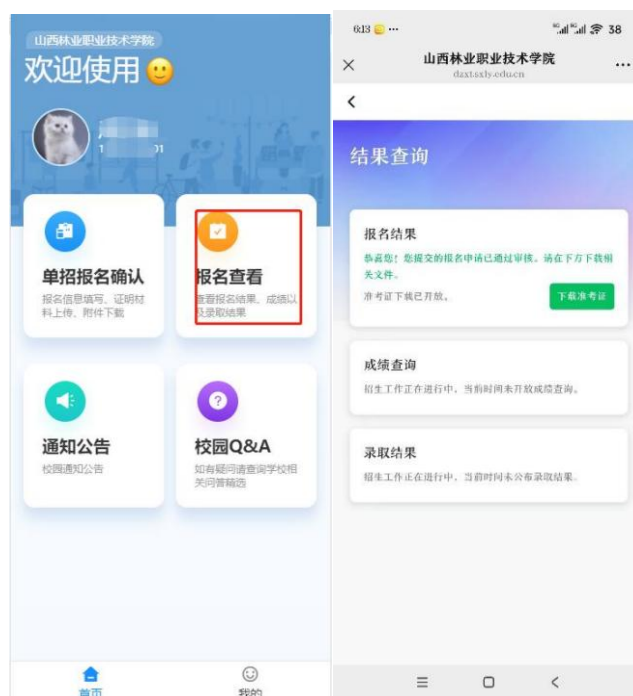 山西林业职业技术学院
欢迎使用
单招报名确认
报名信息填写、证明材
料上传、附件下载
报名查看
查看报名结果、成绩以
及录取结果
通知公告
校园通知公告
校园Q&A
如有疑问请查询学校相
关问答精选
首页
我的
6:13 ... 38
山西林业职业技术学院
daxt.sxly.edu.cn
结果查询
报名结果
恭喜您！您提交的报名申请已通过审核。请在下方下载相
关文件。
准考证下载已开放。
下载准考证
成绩查询
招生工作正在进行中，当前时间未开放成绩查询。
录取结果
招生工作正在进行中，当前时间未公布录取结果。